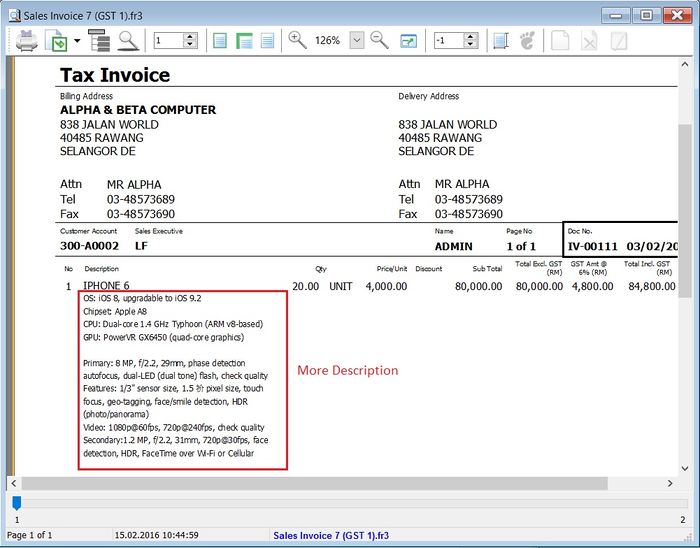 Sales Invoice 7 (GST 1).fr3
1 126% -1
Tax Invoice
Billing Address Delivery Address
ALPHA & BETA COMPUTER
838 JALAN WORLD 838 JALAN WORLD
40485 RAWANG 40485 RAWANG
SELANGOR DE SELANGOR DE
Attn MR ALPHA Attn MR ALPHA
Tel 03-48573689 Tel 03-48573689
Fax 03-48573690 Fax 03-48573690
Customer Account Sales Executive Name Page No Doc No.
300-A0002 LF ADMIN 1 of 1 IV-00111 03/02/20
No Description Qty Price/Unit Discount Sub Total Total Excl. GST (RM) GST Amt @ 6% (RM) Total Incl. GST (RM)
1 IPHONE 6 20.00 UNIT 4,000.00 80,000.00 80,000.00 4,800.00 84,800.00
OS: iOS 8, upgradable to iOS 9.2
Chipset: Apple A8
CPU: Dual-core 1.4 GHz Typhoon (ARM v8-based)
GPU: PowerVR GX6450 (quad-core graphics)
Primary: 8 MP, f/2.2, 29mm, phase detection
autofocus, dual-LED (dual tone) flash, check quality
Features: 1/3" sensor size, 1.5 pixel size, touch
focus, geo-tagging, face/smile detection, HDR
(photo/panorama)
Video: 1080p@60fps, 720p@240fps, check quality
Secondary:1.2 MP, f/2.2, 31mm, 720p@30fps, face
detection, HDR, FaceTime over Wi-Fi or Cellular
More Description
1 2
Page 1 of 1 15.02.2016 10:44:59 Sales Invoice 7 (GST 1).fr3